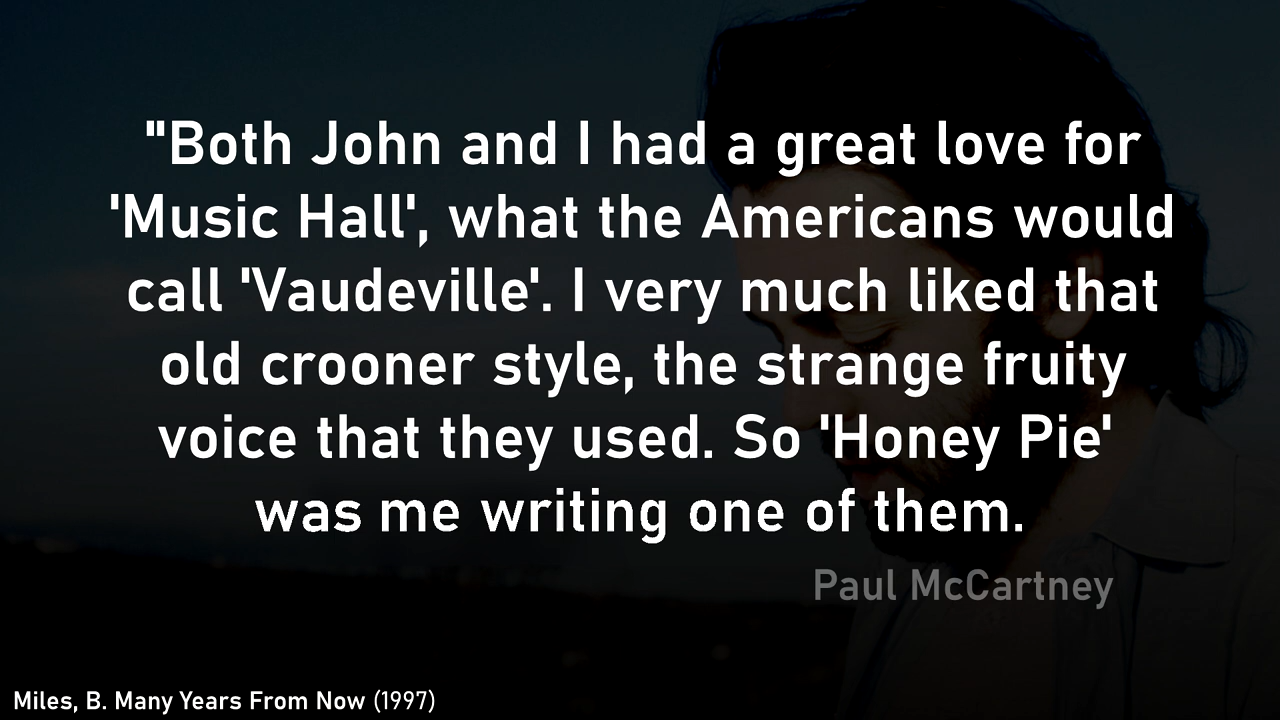 "Both John and I had a great love for
'Music Hall', what the Americans would
call 'Vaudeville'. I very much liked that
old crooner style, the strange fruity
voice that they used. So 'Honey Pie'
was me writing one of them.
Paul McCartney
Miles, B. Many Years From Now (1997)